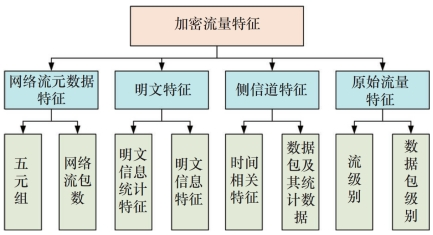 加密流量特征
网络流元数据
特征
明文特征
侧信道特征
原始流量
特征
五元组
网络
流包
数
明文
信息
统计
特征
明文
信息
特征
时间
相关
特征
数据
包及
其统
计数
据
流级别
数据包级别